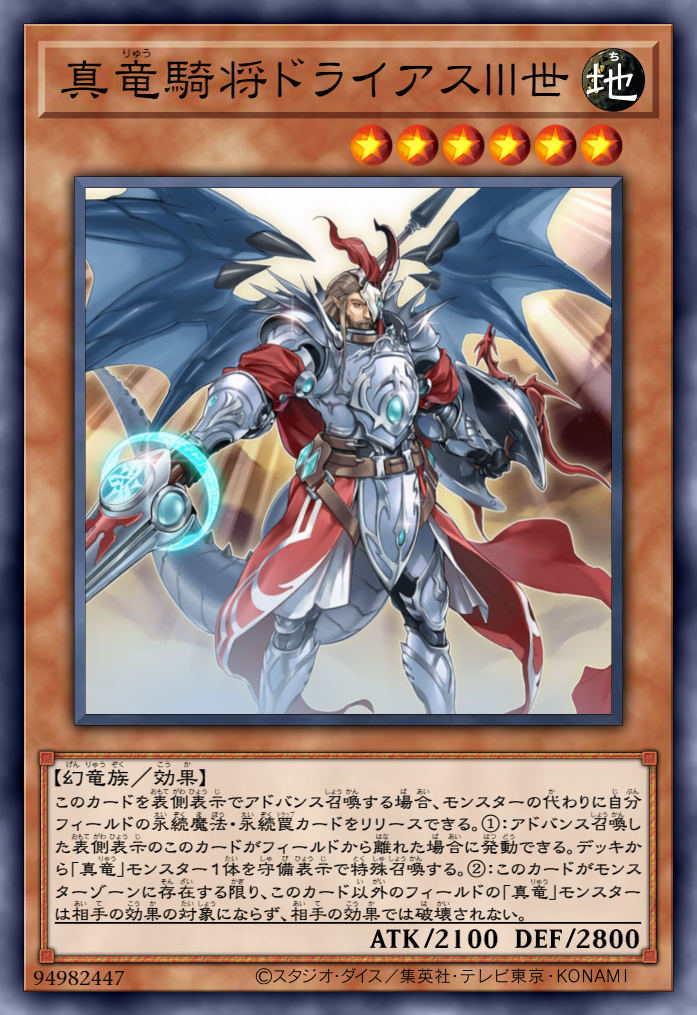 真竜騎将ドライアスIII世 地
【幻竜族/効果】
このカードを表側表示でアドバンス召喚する場合、モンスターの代わりに自分
フィールドの永続魔法・永続罠カードをリリースできる。①:アドバンス召喚し
た表側表示のこのカードがフィールドから離れた場合に発動できる。デッキか
ら「真竜」モンスター1体を守備表示で特殊召喚する。②:このカードがモンス
ターゾーンに存在する限り、このカード以外のフィールドの「真竜」モンスター
は相手の効果の対象にならず、相手の効果では破壊されない。
ATK/2100 DEF/2800
94982447 ©スタジオ・ダイス/集英社・テレビ東京・KONAMI